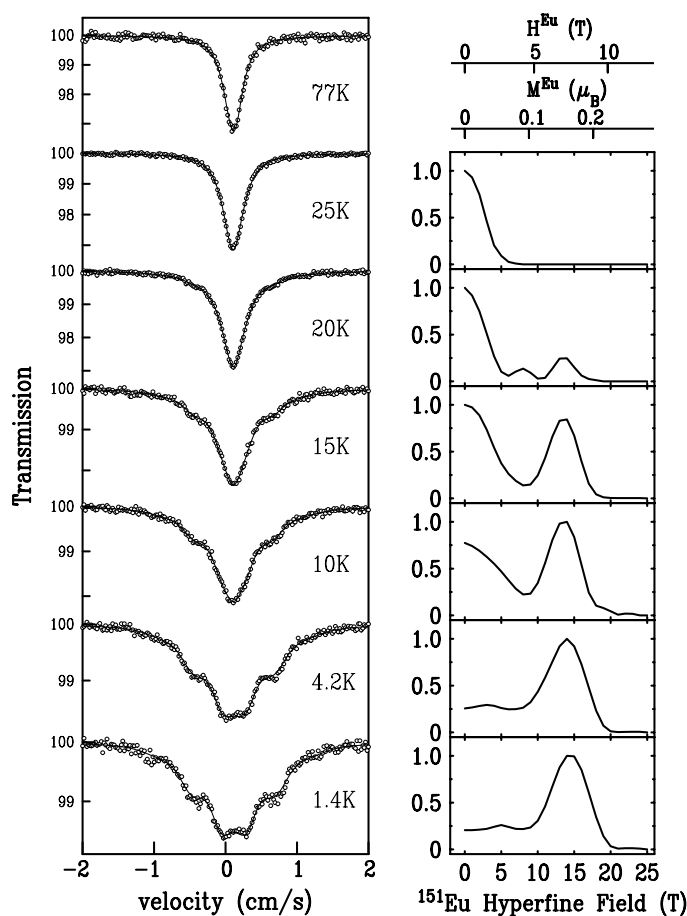 H^Eu (T)
0 5 10
M^Eu (μ_B)
0 0.1 0.2
100
99
98
77K
100
99
98
25K
1.0
0.5
0
100
99
98
20K
1.0
0.5
0
100
99
15K
1.0
0.5
0
100
99
10K
1.0
0.5
0
100
99
4.2K
1.0
0.5
0
100
99
1.4K
1.0
0.5
0
Transmission
−2 −1 0 1 2
velocity (cm/s)
0 5 10 15 20 25
^151Eu Hyperfine Field (T)